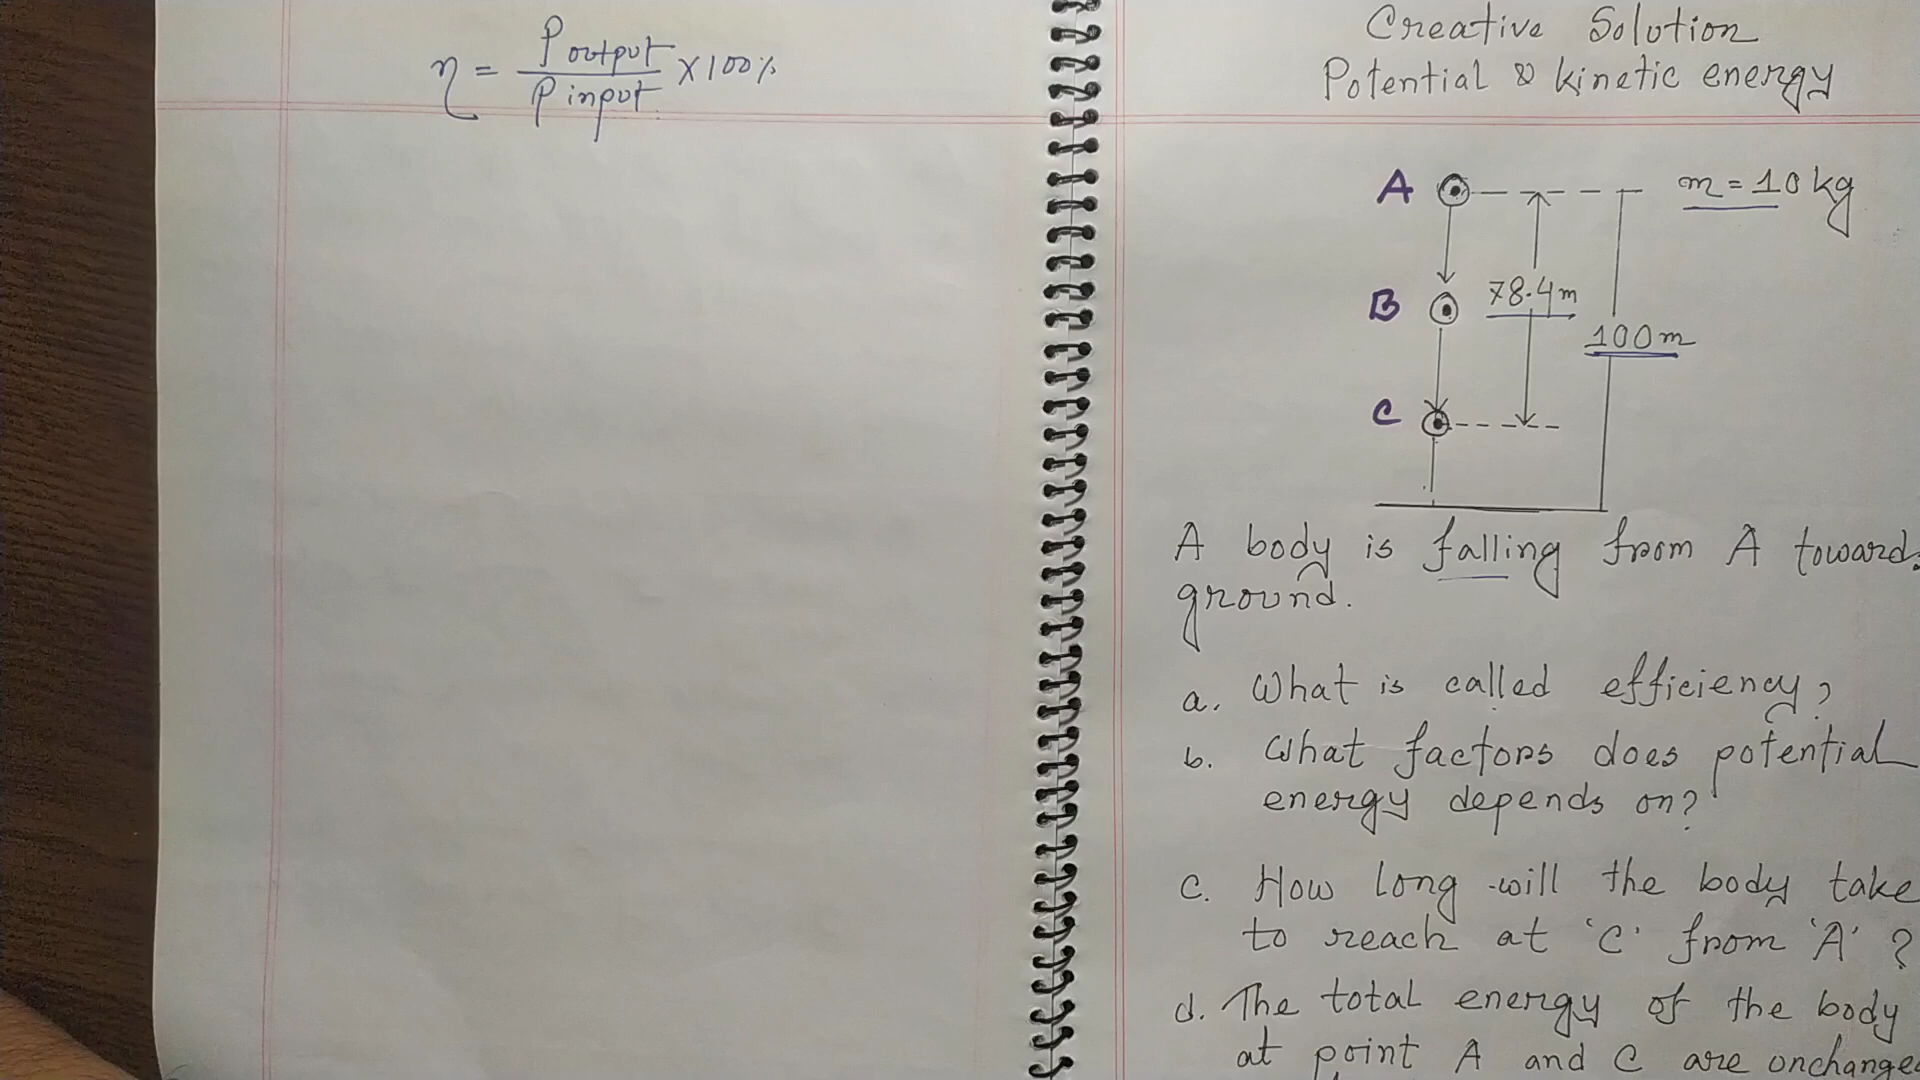 η = P output / P input × 100%
Creative Solution
Potential & kinetic energy
A
m = 10 kg
B
78.4m
100m
C
A body is falling from A toward
ground.
a. What is called efficiency?
b. What factors does potential
energy depends on?
c. How long will the body take
to reach at 'C' from 'A' ?
d. The total energy of the body
at point A and C are